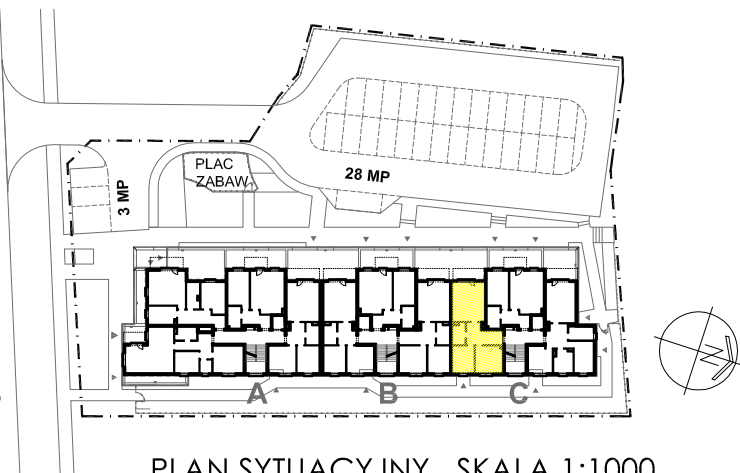 PLAC
ZABAW
28 MP
3 MP
A
B
C
N
PLAN SYTUACYJNY SKALA 1:1000